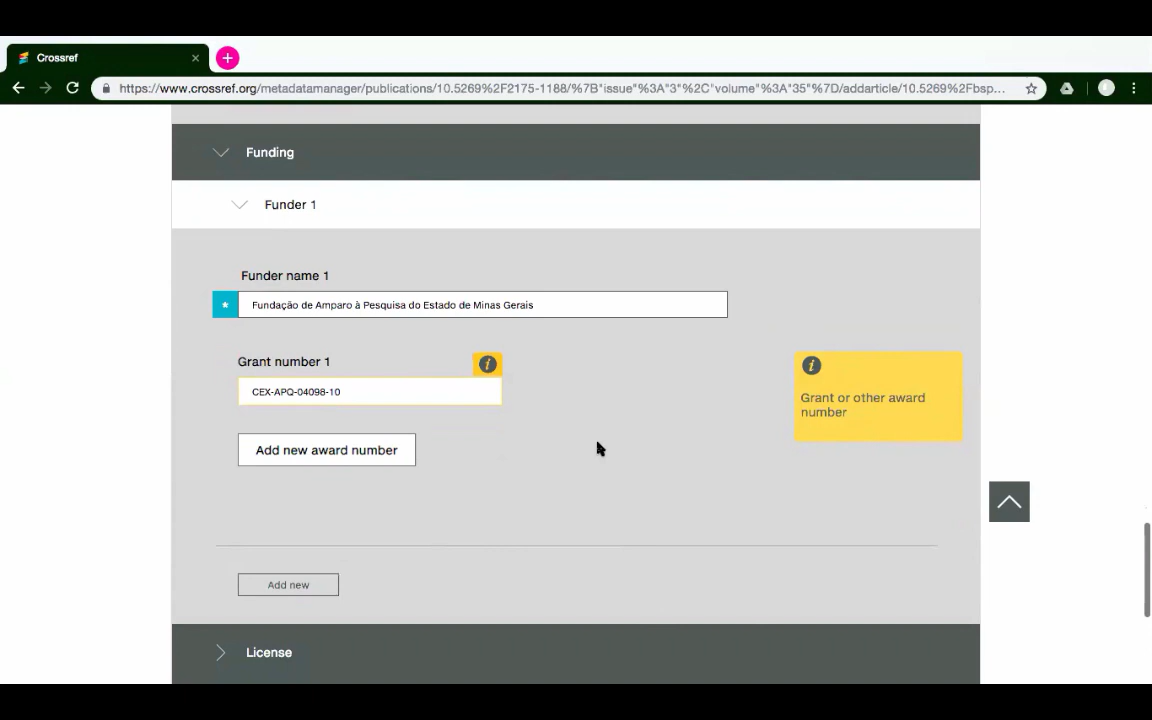 Crossref
https://www.crossref.org/metadatamanager/publications/10.5269%2F2175-1188/%7B"issue"%3A"3"%2C"volume"%3A"35"%7D/addarticle/10.5269%2Fbsp...
Funding
Funder 1
Funder name 1
* Fundação de Amparo à Pesquisa do Estado de Minas Gerais
Grant number 1
i
CEX-APQ-04098-10
i
Grant or other award
number
Add new award number
Add new
License